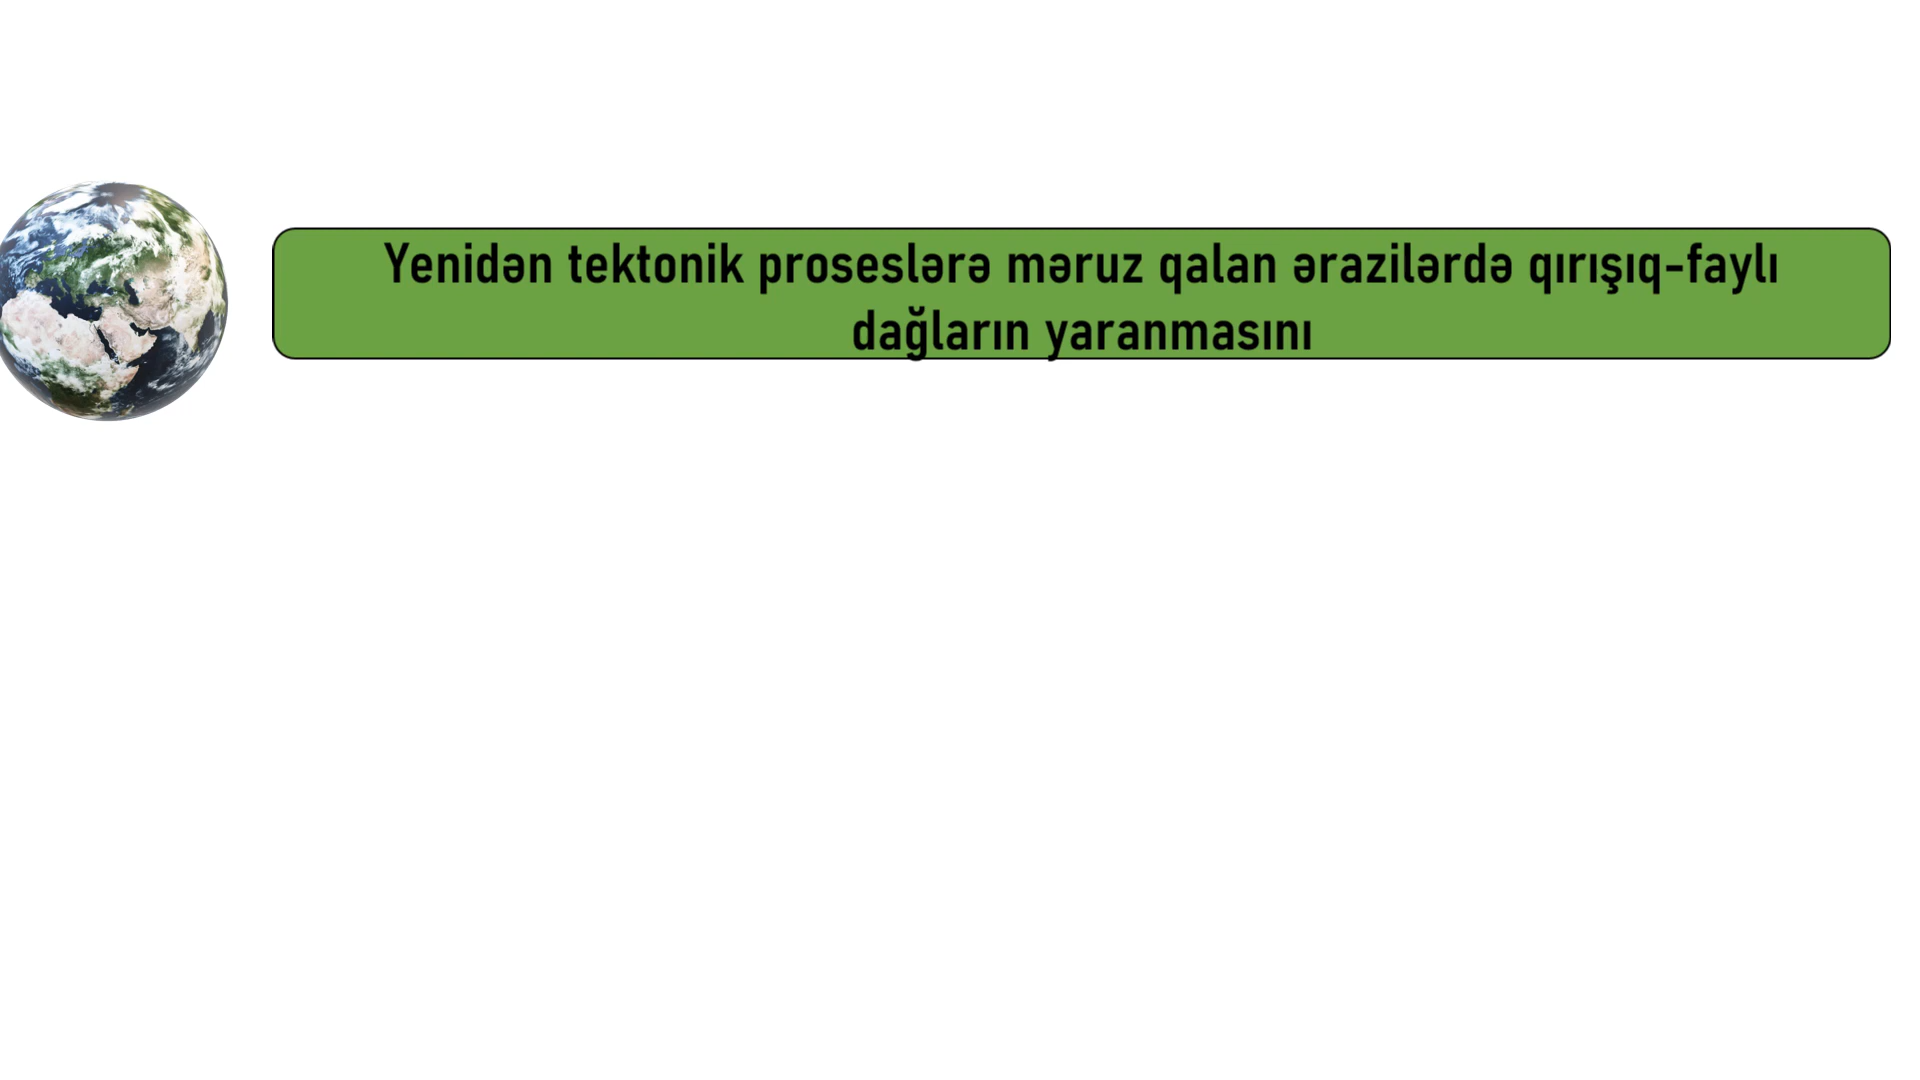 Yenidən tektonik proseslərə məruz qalan ərazilərdə qırışıq-faylı
dağların yaranmasını